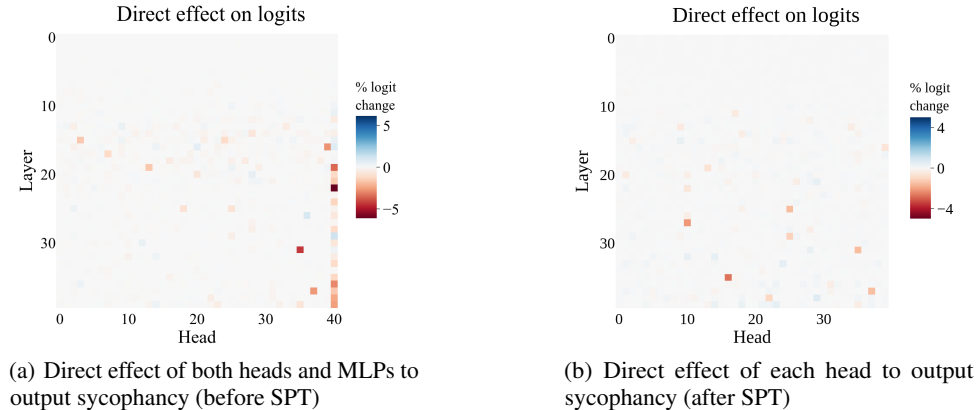 Direct effect on logits
0
10
20
30
Layer
0
10
20
30
40
Head
% logit
change
5
0
−5
(a) Direct effect of both heads and MLPs to
output sycophancy (before SPT)
Direct effect on logits
0
10
20
30
Layer
0
10
20
30
Head
% logit
change
4
0
−4
(b) Direct effect of each head to output
sycophancy (after SPT)